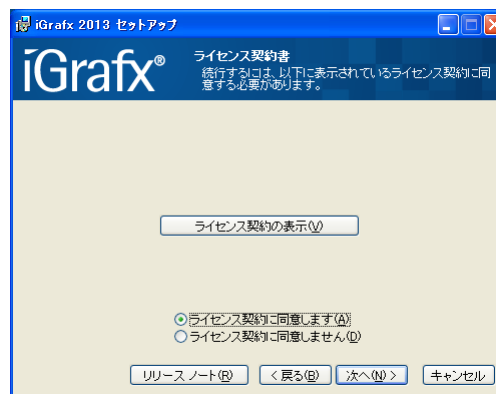 iGrafx 2013 セットアップ
iGrafx®
ライセンス契約書
続行するには、以下に表示されているライセンス契約に同
意する必要があります。
ライセンス契約の表示(V)
ライセンス契約に同意します(A)
ライセンス契約に同意しません(D)
リリース ノート(R) < 戻る(B) 次へ(N) > キャンセル